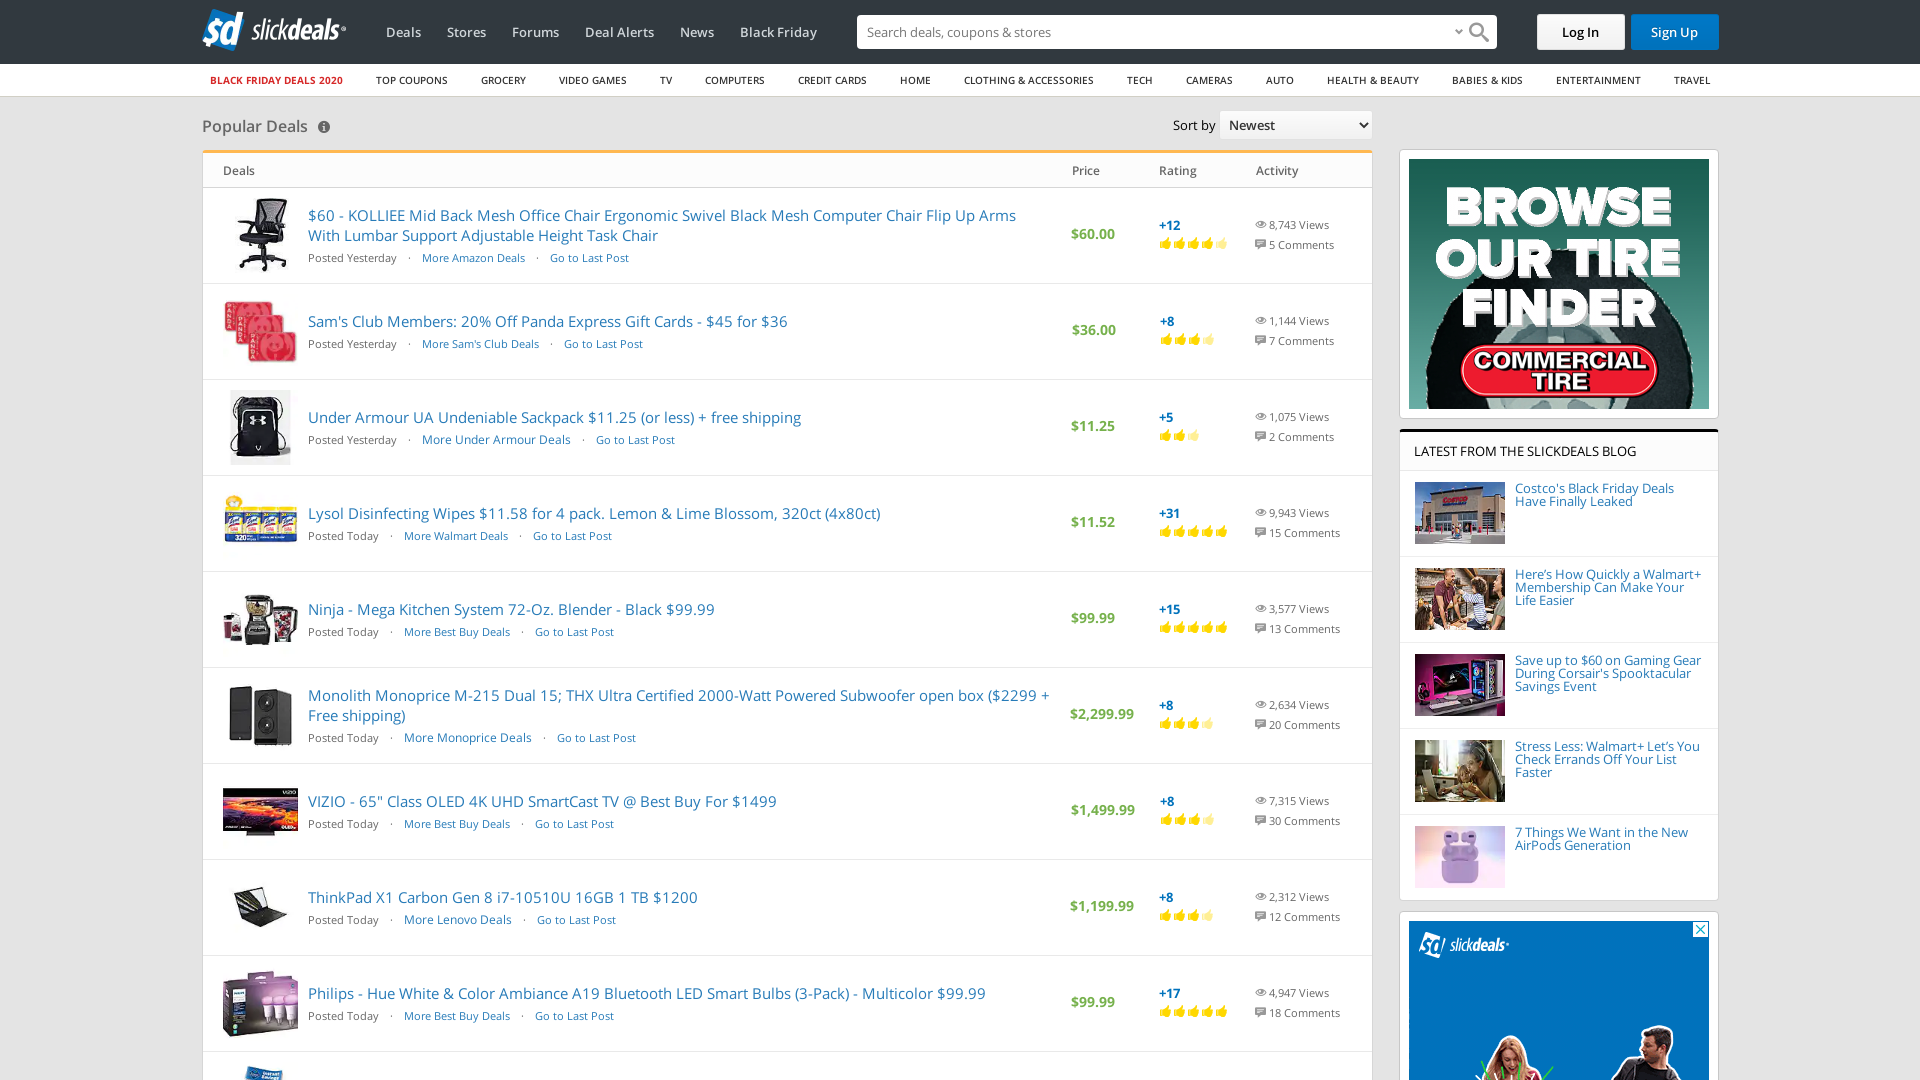 slickdeals
Deals Stores Forums Deal Alerts News Black Friday
Search deals, coupons & stores
Log In
Sign Up
BLACK FRIDAY DEALS 2020 TOP COUPONS GROCERY VIDEO GAMES TV COMPUTERS CREDIT CARDS HOME CLOTHING & ACCESSORIES TECH CAMERAS AUTO HEALTH & BEAUTY BABIES & KIDS ENTERTAINMENT TRAVEL
Popular Deals
Sort by Newest
Deals Price Rating Activity
$60 - KOLLIEE Mid Back Mesh Office Chair Ergonomic Swivel Black Mesh Computer Chair Flip Up Arms
With Lumbar Support Adjustable Height Task Chair
Posted Yesterday · More Amazon Deals · Go to Last Post
$60.00
+12
8,743 Views
5 Comments
Sam's Club Members: 20% Off Panda Express Gift Cards - $45 for $36
Posted Yesterday · More Sam's Club Deals · Go to Last Post
$36.00
+8
1,144 Views
7 Comments
Under Armour UA Undeniable Sackpack $11.25 (or less) + free shipping
Posted Yesterday · More Under Armour Deals · Go to Last Post
$11.25
+5
1,075 Views
2 Comments
Lysol Disinfecting Wipes $11.58 for 4 pack. Lemon & Lime Blossom, 320ct (4x80ct)
Posted Today · More Walmart Deals · Go to Last Post
$11.52
+31
9,943 Views
15 Comments
Ninja - Mega Kitchen System 72-Oz. Blender - Black $99.99
Posted Today · More Best Buy Deals · Go to Last Post
$99.99
+15
3,577 Views
13 Comments
Monolith Monoprice M-215 Dual 15; THX Ultra Certified 2000-Watt Powered Subwoofer open box ($2299 +
Free shipping)
Posted Today · More Monoprice Deals · Go to Last Post
$2,299.99
+8
2,634 Views
20 Comments
VIZIO - 65" Class OLED 4K UHD SmartCast TV @ Best Buy For $1499
Posted Today · More Best Buy Deals · Go to Last Post
$1,499.99
+8
7,315 Views
30 Comments
ThinkPad X1 Carbon Gen 8 i7-10510U 16GB 1 TB $1200
Posted Today · More Lenovo Deals · Go to Last Post
$1,199.99
+8
2,312 Views
12 Comments
Philips - Hue White & Color Ambiance A19 Bluetooth LED Smart Bulbs (3-Pack) - Multicolor $99.99
Posted Today · More Best Buy Deals · Go to Last Post
$99.99
+17
4,947 Views
18 Comments
BROWSE
OUR TIRE
FINDER
COMMERCIAL
TIRE
LATEST FROM THE SLICKDEALS BLOG
Costco's Black Friday Deals
Have Finally Leaked
Here’s How Quickly a Walmart+
Membership Can Make Your
Life Easier
Save up to $60 on Gaming Gear
During Corsair's Spooktacular
Savings Event
Stress Less: Walmart+ Let’s You
Check Errands Off Your List
Faster
7 Things We Want in the New
AirPods Generation
slickdeals